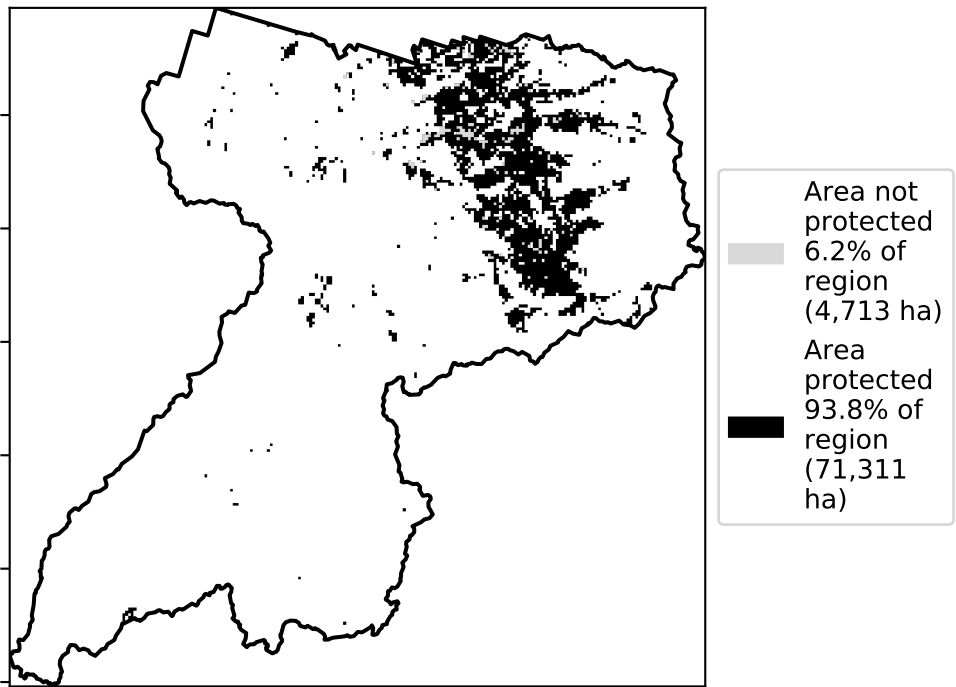 Area not
protected
6.2% of
region
(4,713 ha)
Area
protected
93.8% of
region
(71,311
ha)